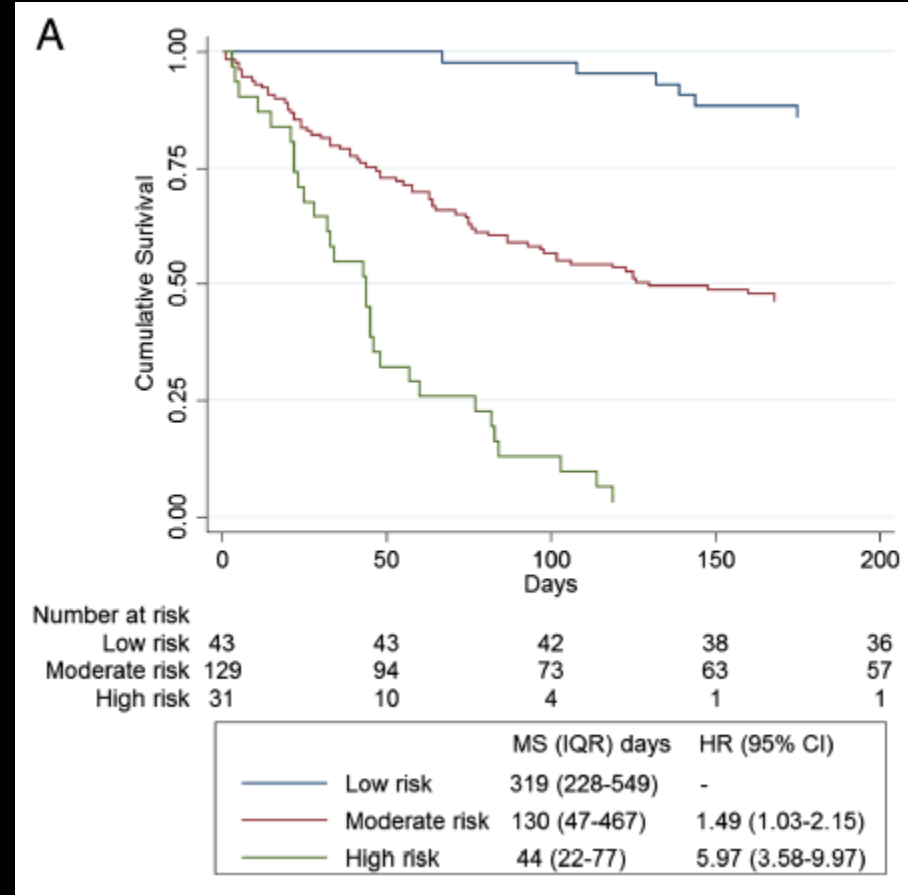 A
1.00
0.75
0.50
0.25
0.00
Cumulative Surivival
0 50 100 150 200
Days
Number at risk
Low risk 43 43 42 38 36
Moderate risk 129 94 73 63 57
High risk 31 10 4 1 1
MS (IQR) days HR (95% CI)
Low risk 319 (228-549) -
Moderate risk 130 (47-467) 1.49 (1.03-2.15)
High risk 44 (22-77) 5.97 (3.58-9.97)